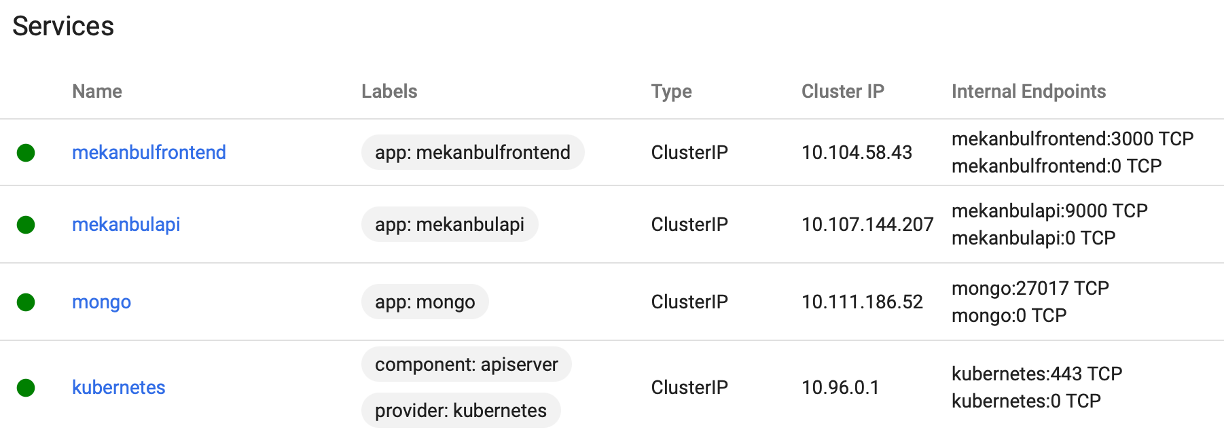 Services
Name Labels Type Cluster IP Internal Endpoints
mekanbulfrontend app: mekanbulfrontend ClusterIP 10.104.58.43 mekanbulfrontend:3000 TCP
mekanbulfrontend:0 TCP
mekanbulapi app: mekanbulapi ClusterIP 10.107.144.207 mekanbulapi:9000 TCP
mekanbulapi:0 TCP
mongo app: mongo ClusterIP 10.111.186.52 mongo:27017 TCP
mongo:0 TCP
kubernetes component: apiserver ClusterIP 10.96.0.1 kubernetes:443 TCP
provider: kubernetes kubernetes:0 TCP